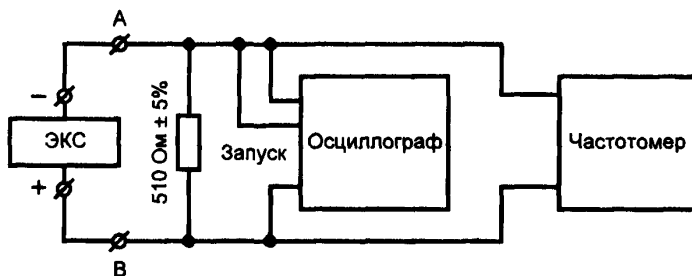 А
−
ЭКС
+
В
510 Ом ± 5%
Запуск
Осциллограф
Частотомер